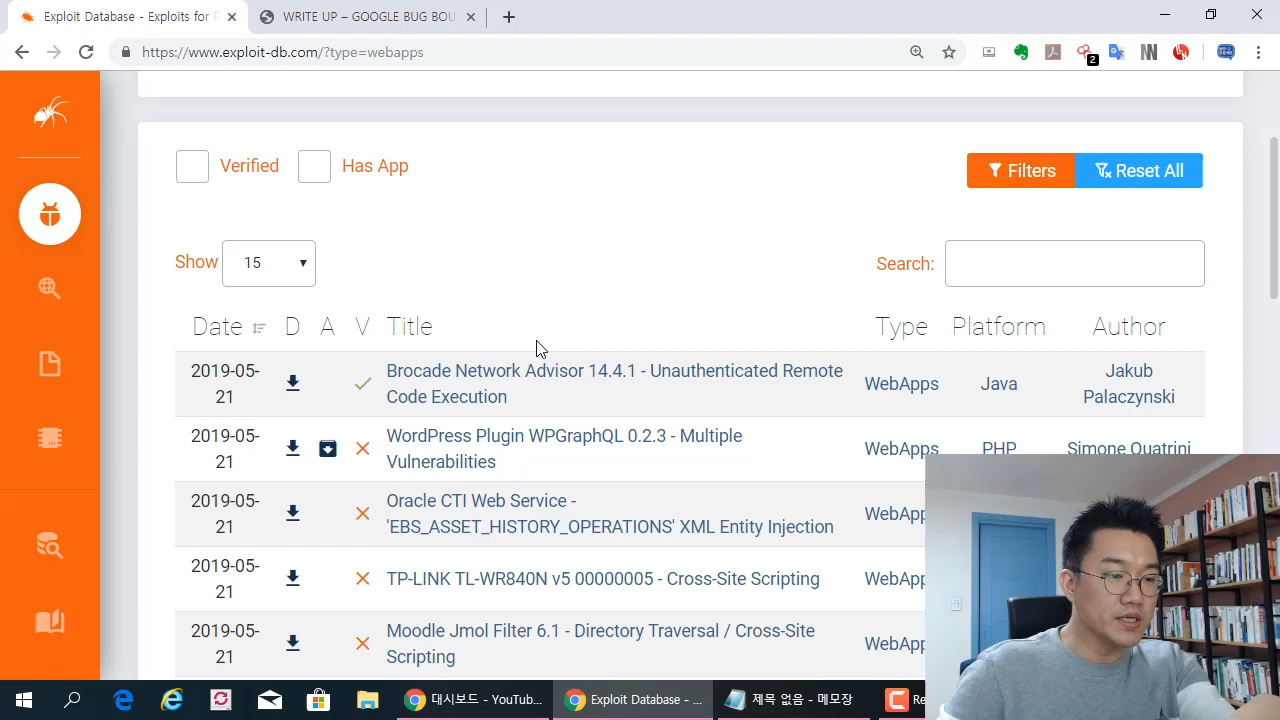 Exploit Database - Exploits for P
WRITE UP – GOOGLE BUG BOU
https://www.exploit-db.com/?type=webapps
2
Verified
Has App
Filters
Reset All
Show
15
Search:
Date
D
A
V
Title
Type
Platform
Author
2019-05-
21
Brocade Network Advisor 14.4.1 - Unauthenticated Remote
Code Execution
WebApps
Java
Jakub
Palaczynski
2019-05-
21
WordPress Plugin WPGraphQL 0.2.3 - Multiple
Vulnerabilities
WebApps
PHP
Simone Quatrini
2019-05-
21
Oracle CTI Web Service -
'EBS_ASSET_HISTORY_OPERATIONS' XML Entity Injection
WebApp
2019-05-
21
TP-LINK TL-WR840N v5 00000005 - Cross-Site Scripting
WebApp
2019-05-
21
Moodle Jmol Filter 6.1 - Directory Traversal / Cross-Site
Scripting
WebApp
대시보드 - YouTub...
Exploit Database - ...
제목 없음 - 메모장
Re